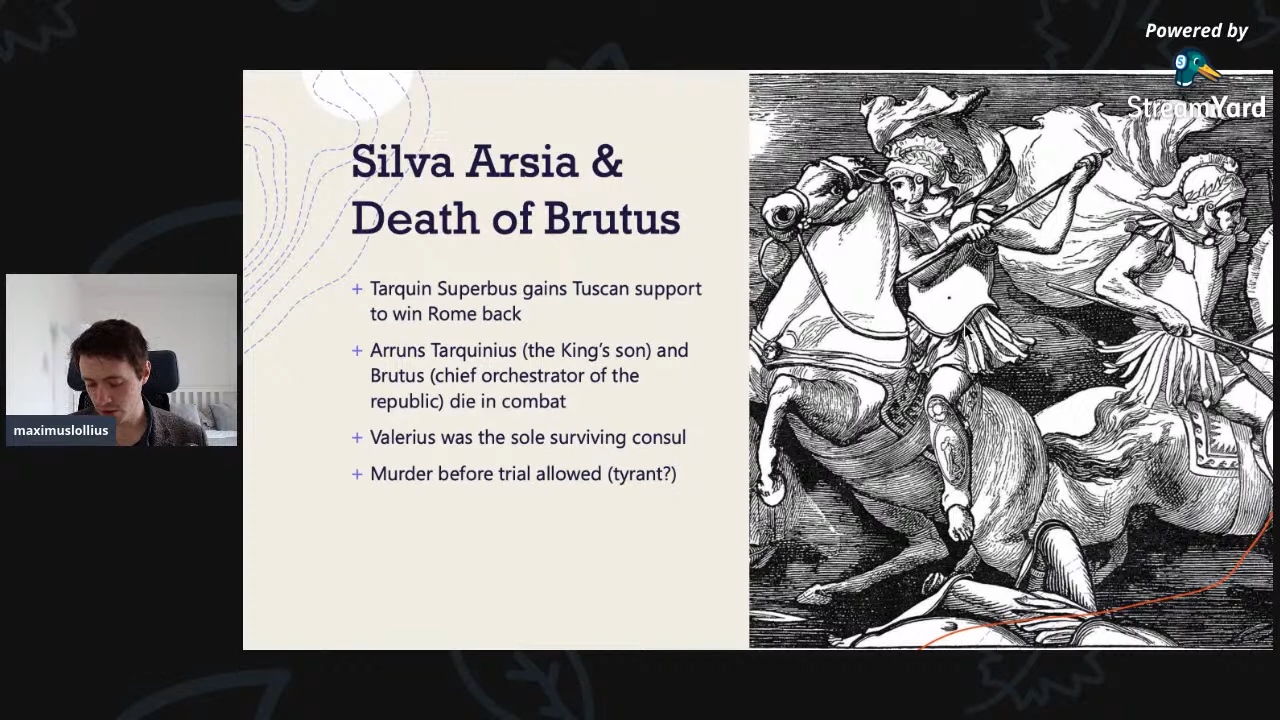 Powered by
StreamYard
Silva Arsia &
Death of Brutus
+ Tarquin Superbus gains Tuscan support
to win Rome back
+ Arruns Tarquinius (the King's son) and
Brutus (chief orchestrator of the
republic) die in combat
+ Valerius was the sole surviving consul
+ Murder before trial allowed (tyrant?)
maximuslollius